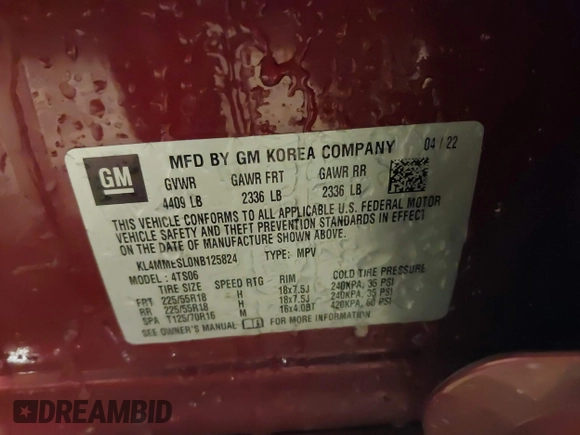 GM
MFD BY GM KOREA COMPANY 04 / 22
GVWR GAWR FRT GAWR RR
4409 LB 2336 LB 2336 LB
THIS VEHICLE CONFORMS TO ALL APPLICABLE U.S. FEDERAL MOTOR
VEHICLE SAFETY AND THEFT PREVENTION STANDARDS IN EFFECT
ON THE DATE OF MANUFACTURE SHOWN ABOVE.
KL4MMESL0NB125824 TYPE: MPV
MODEL: 4TS06
TIRE SIZE SPEED RTG RIM COLD TIRE PRESSURE
FRT 225/55R18 H 18x7.5J 240KPA, 35 PSI
RR 225/55R18 H 18x7.5J 240KPA, 35 PSI
SPA T125/70R16 M 16x4.0BT 420KPA, 60 PSI
SEE OWNER'S MANUAL FOR MORE INFORMATION
DREAMBID